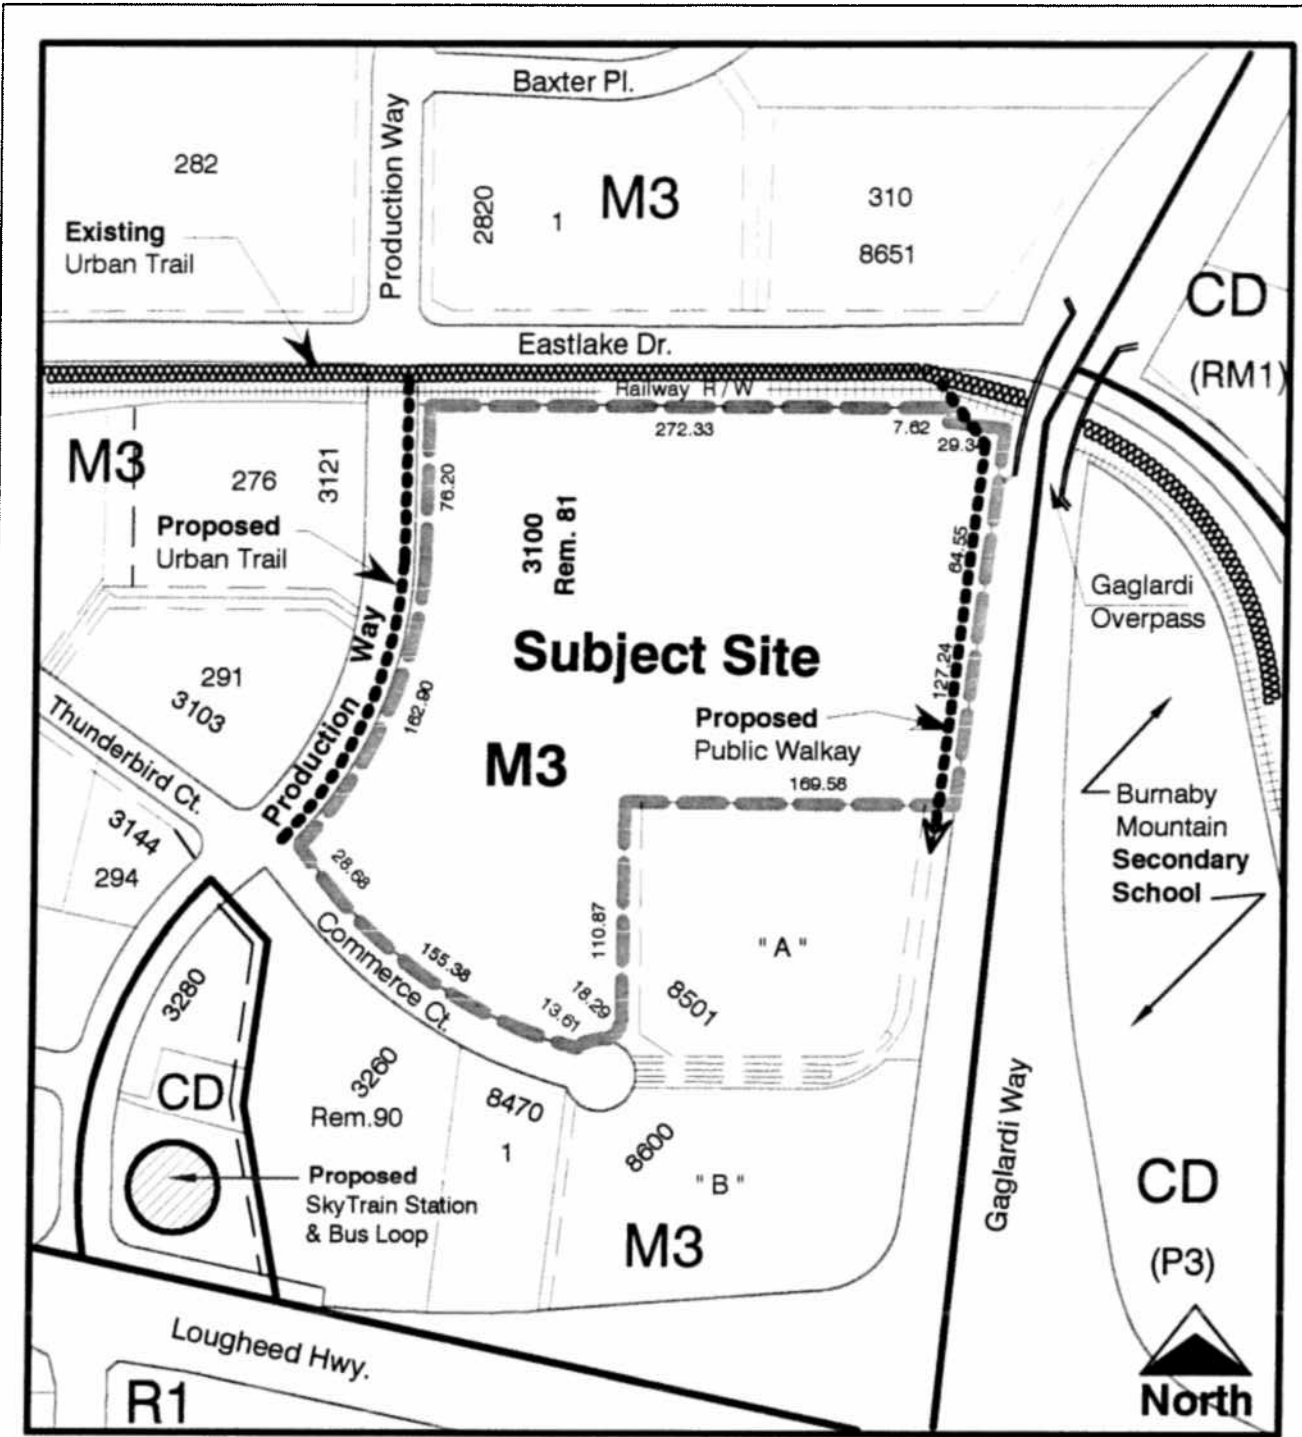 Baxter Pl.
Production Way
282
2820
1
M3
310
8651
Existing
Urban Trail
CD
(RM1)
Eastlake Dr.
Railway R / W
272.33
7.62
29.34
M3
276
3121
76.20
3100
Rem. 81
Proposed
Urban Trail
64.55
Gaglardi
Overpass
Production Way
Subject Site
291
3103
162.90
127.24
Proposed
Public Walkay
M3
169.58
Thunderbird Ct.
3144
294
Burnaby
Mountain
Secondary
School
28.68
Commerce Ct.
155.38
110.87
18.29
13.61
" A "
8501
3280
CD
3260
Rem.90
8470
1
8600
" B "
M3
Gaglardi Way
Proposed
SkyTrain Station
& Bus Loop
CD
(P3)
Lougheed Hwy.
R1
North